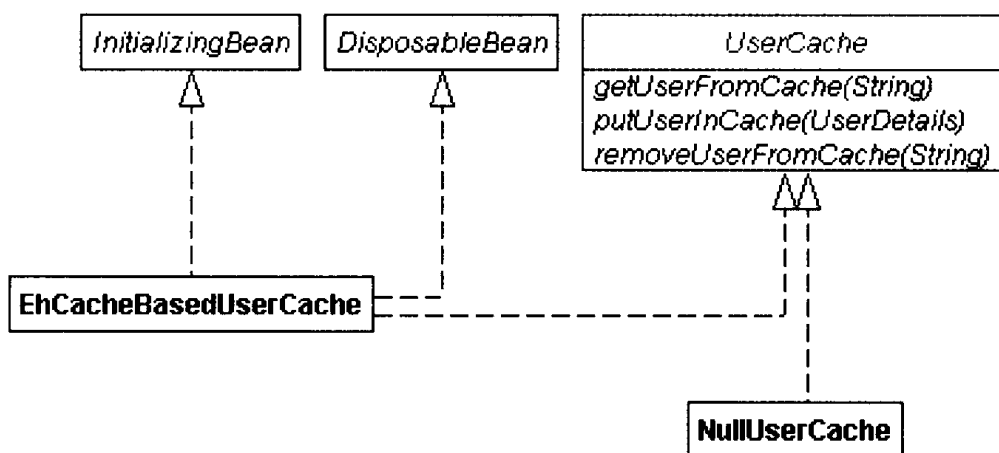 InitializingBean
DisposableBean
UserCache
getUserFromCache(String)
putUserInCache(UserDetails)
removeUserFromCache(String)
EhCacheBasedUserCache
NullUserCache